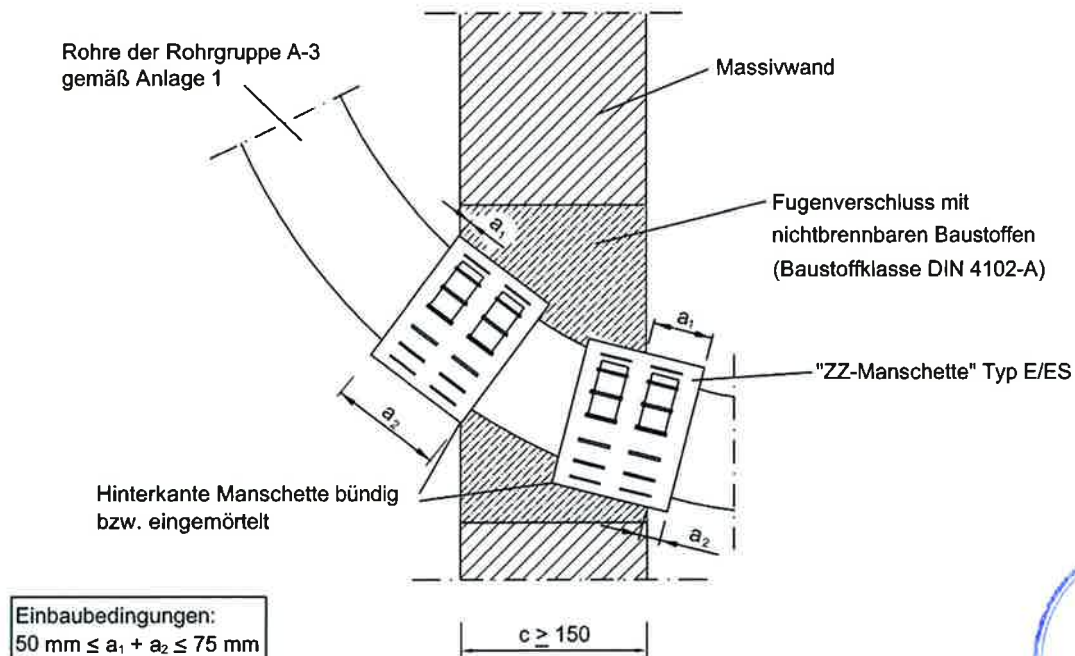 Rohre der Rohrgruppe A-3
gemäß Anlage 1
Massivwand
a₁
Fugenverschluss mit
nichtbrennbaren Baustoffen
(Baustoffklasse DIN 4102-A)
a₁
"ZZ-Manschette" Typ E/ES
a₂
Hinterkante Manschette bündig
bzw. eingemörtelt
a₂
Einbaubedingungen:
50 mm ≤ a₁ + a₂ ≤ 75 mm
c ≥ 150